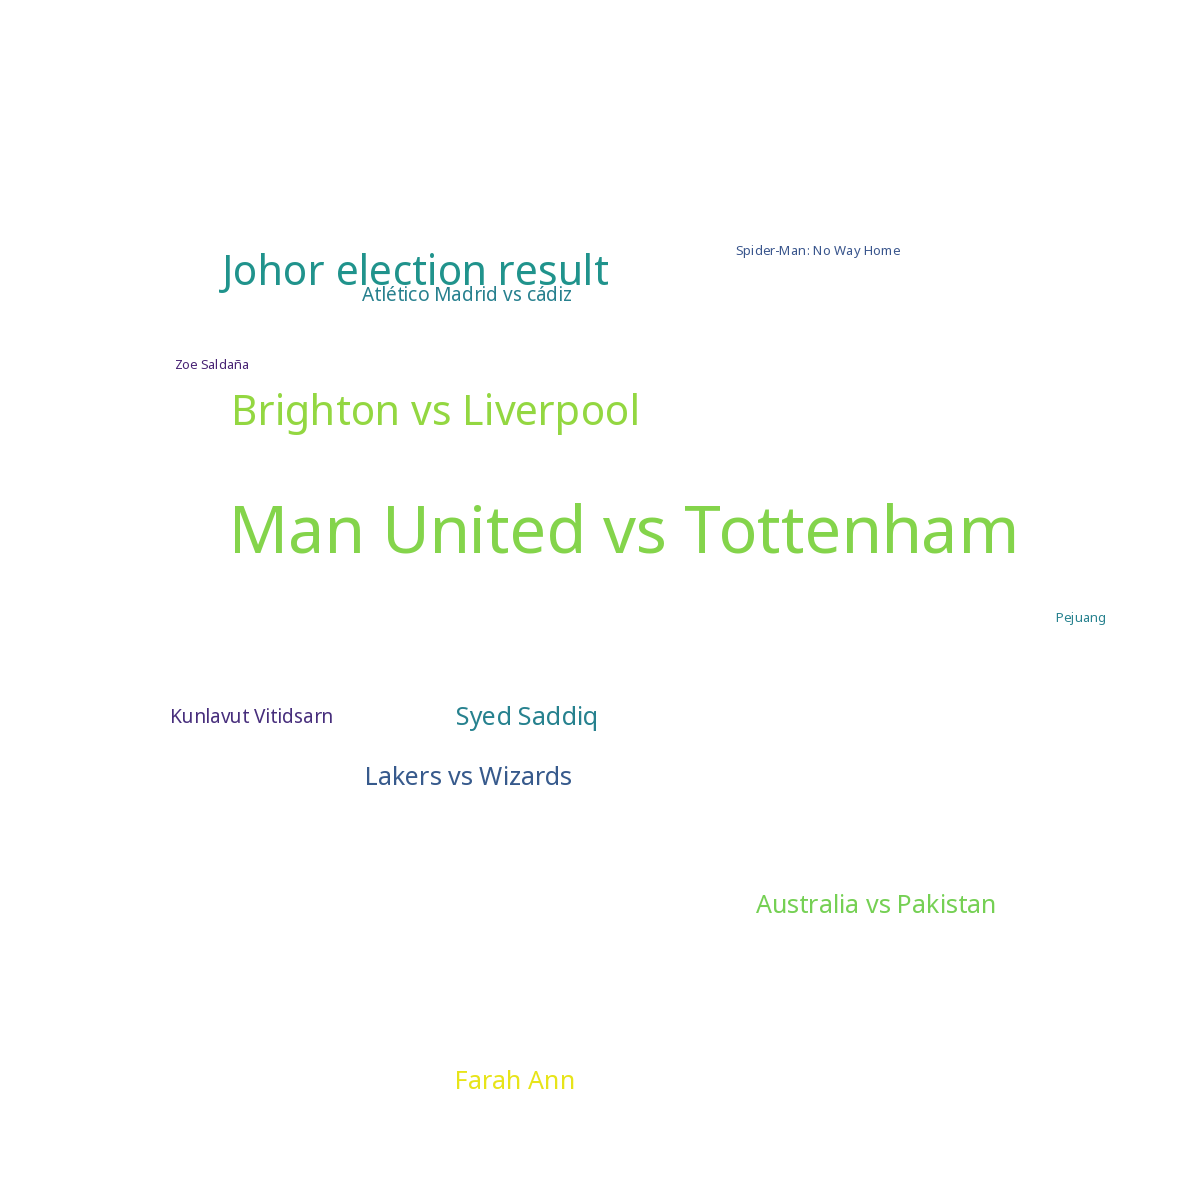 Spider-Man: No Way Home
Johor election result
Atlético Madrid vs cádiz
Zoe Saldaña
Brighton vs Liverpool
Man United vs Tottenham
Pejuang
Kunlavut Vitidsarn
Syed Saddiq
Lakers vs Wizards
Australia vs Pakistan
Farah Ann